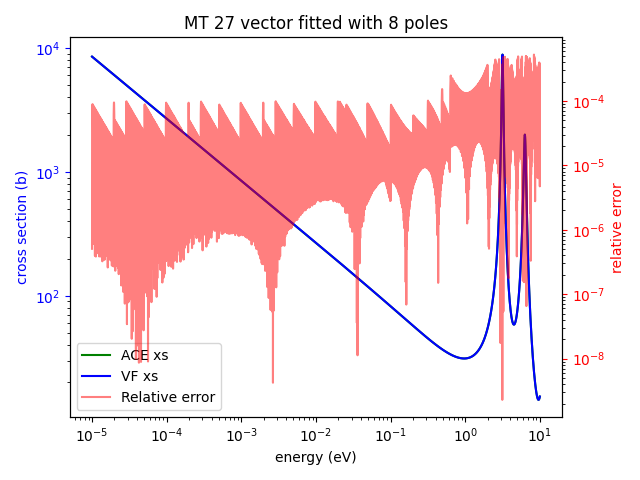 MT 27 vector fitted with 8 poles
10⁴
10³
10²
cross section (b)
10⁻⁴
10⁻⁵
10⁻⁶
10⁻⁷
10⁻⁸
relative error
ACE xs
VF xs
Relative error
10⁻⁵ 10⁻⁴ 10⁻³ 10⁻² 10⁻¹ 10⁰ 10¹
energy (eV)